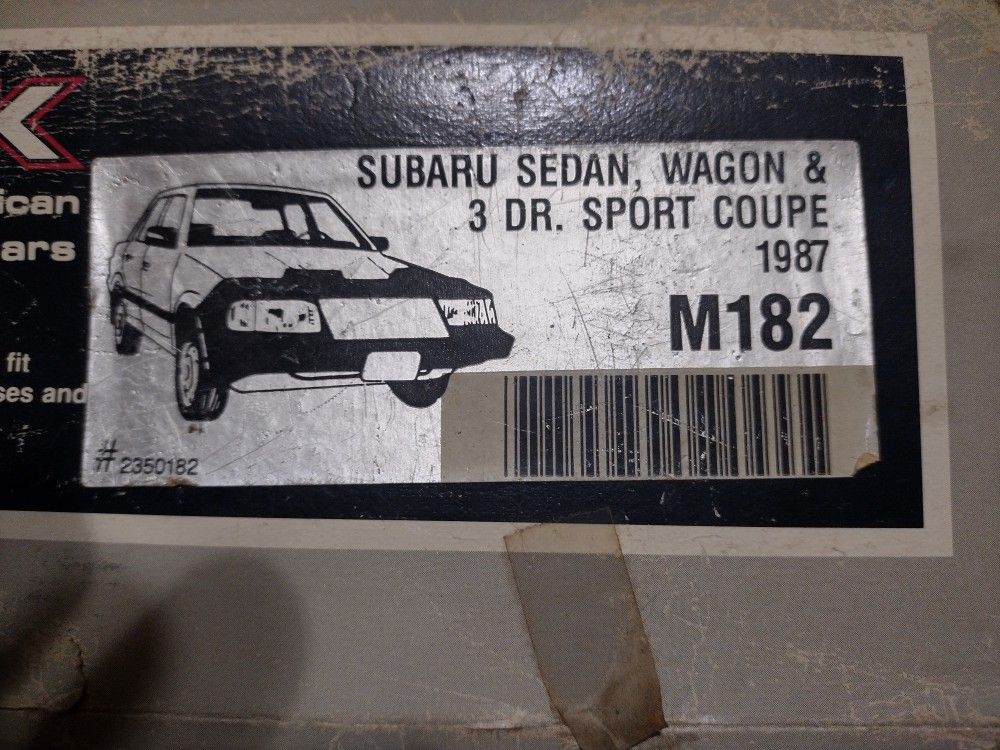 K
ican
ars
fit
ses and
SUBARU SEDAN, WAGON &
3 DR. SPORT COUPE
1987
M182
# 2350182